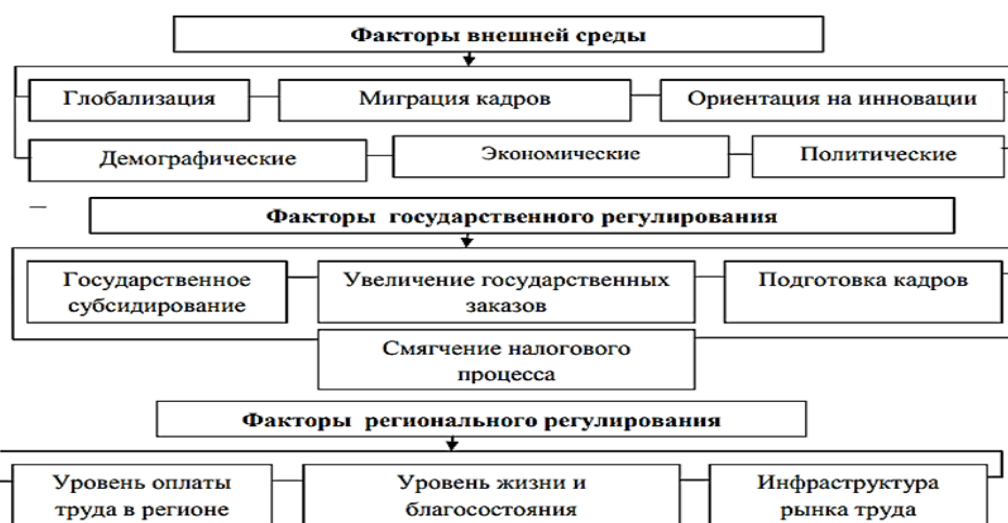 Факторы внешней среды
Глобализация
Миграция кадров
Ориентация на инновации
Демографические
Экономические
Политические
Факторы государственного регулирования
Государственное
субсидирование
Увеличение государственных
заказов
Подготовка кадров
Смягчение налогового
процесса
Факторы регионального регулирования
Уровень оплаты
труда в регионе
Уровень жизни и
благосостояния
Инфраструктура
рынка труда